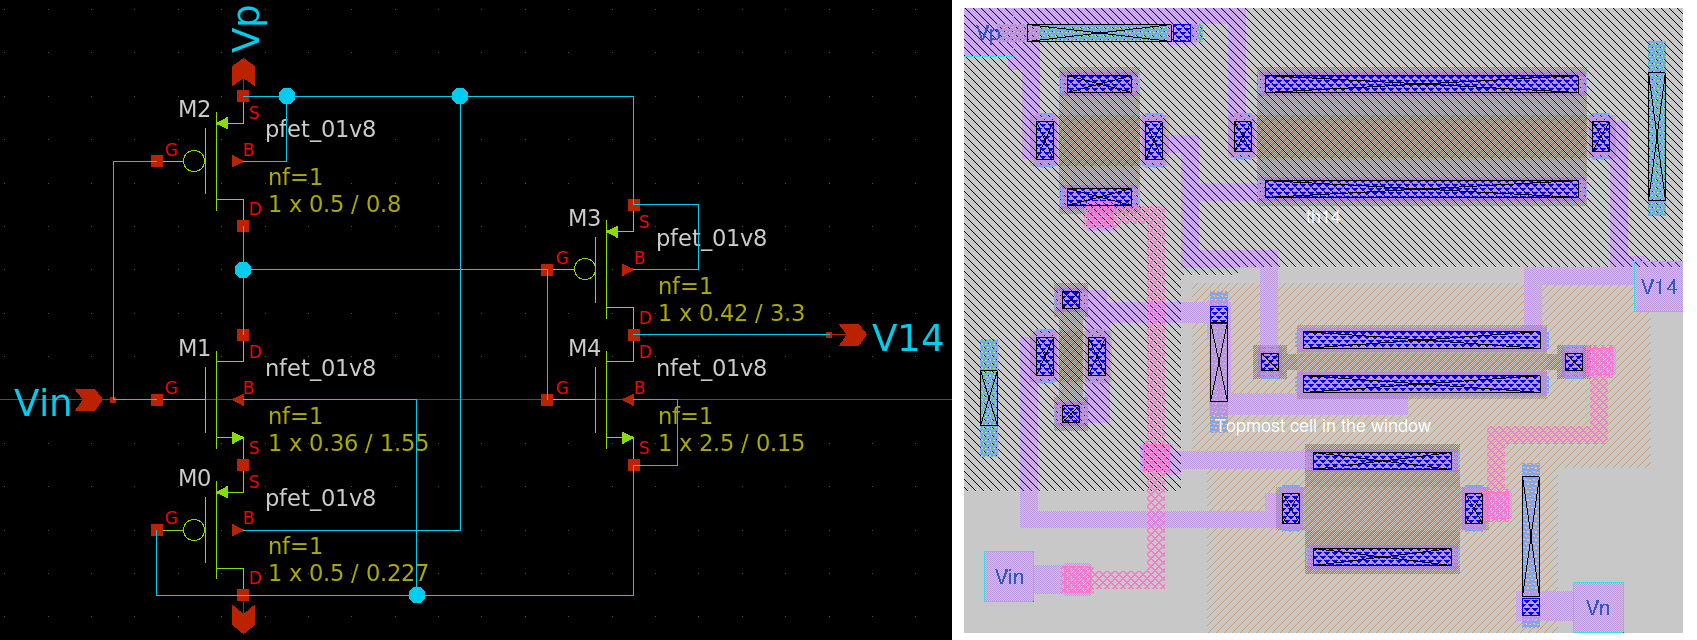 Vp
M2
S
pfet_01v8
G
B
nf=1
1 x 0.5 / 0.8
D
M3
S
pfet_01v8
G
B
nf=1
1 x 0.42 / 3.3
D
V14
M1
D
nfet_01v8
Vin
G
B
nf=1
1 x 0.36 / 1.55
S
M4
D
nfet_01v8
G
B
nf=1
1 x 2.5 / 0.15
S
M0
S
pfet_01v8
G
B
nf=1
1 x 0.5 / 0.227
D
Vp
th14
V14
Topmost cell in the window
Vin
Vn